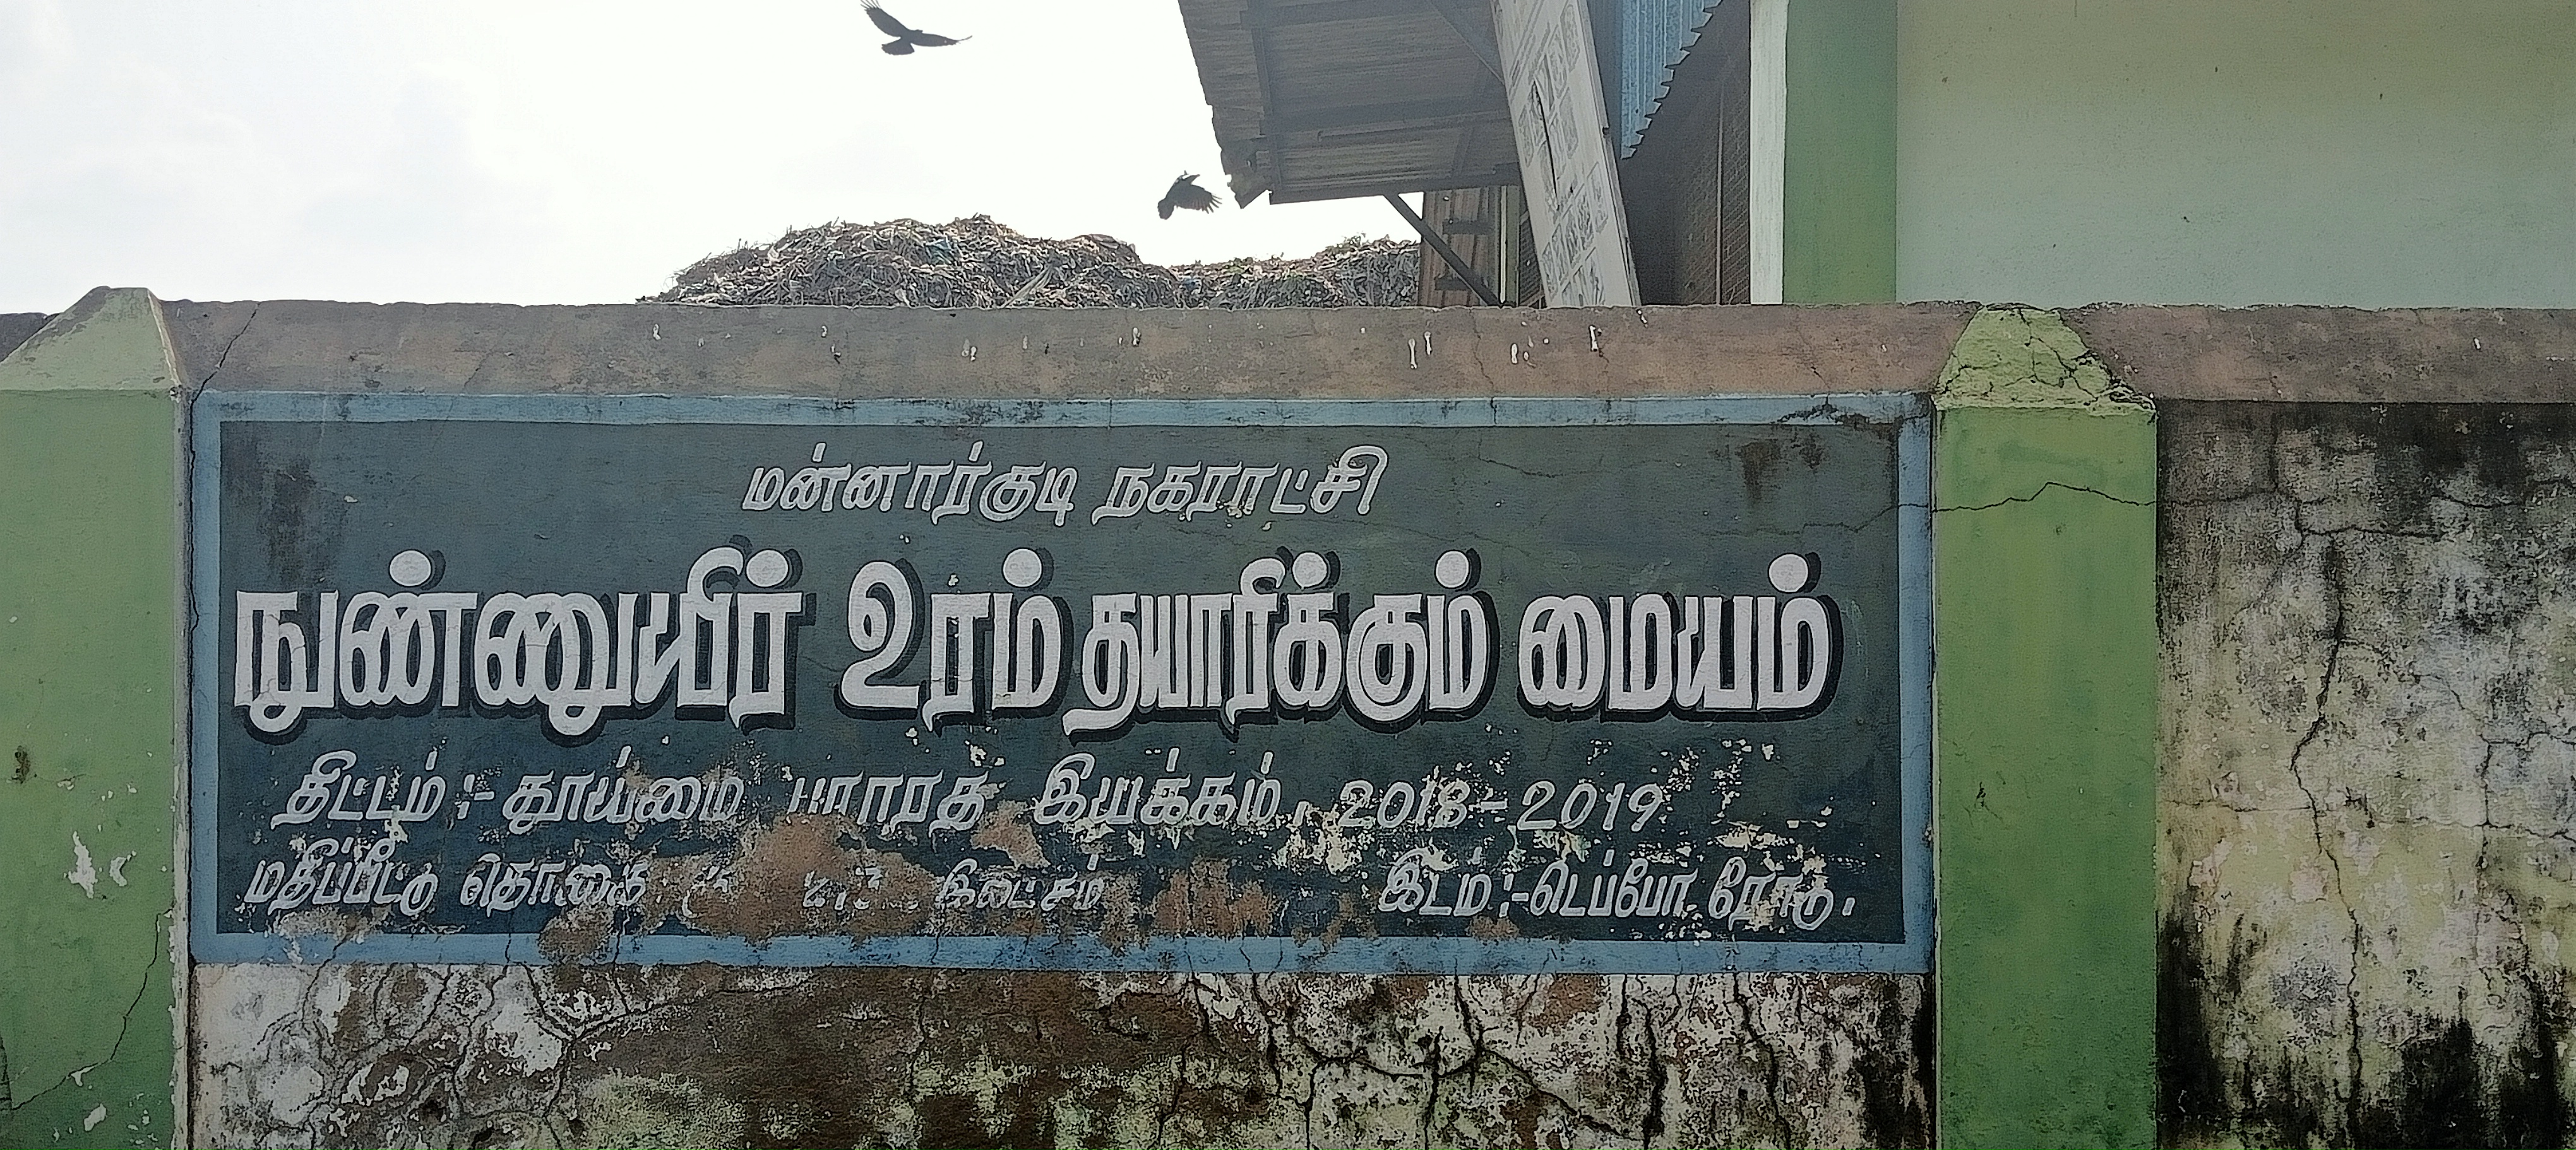 மன்னார்குடி நகராட்சி
நுண்ணுயிர் உரம் தயாரிக்கும் மையம்
திட்டம் :- தூய்மை பாரத இயக்கம், 2018-2019
மதிப்பீட்டு தொகை இலட்சம் இடம் :- டெப்போ ரோடு.